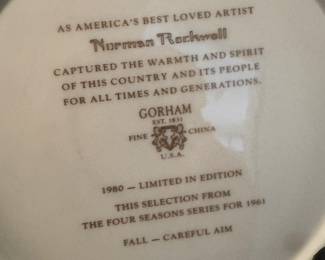 AS AMERICA'S BEST LOVED ARTIST
Norman Rockwell
CAPTURED THE WARMTH AND SPIRIT
OF THIS COUNTRY AND ITS PEOPLE
FOR ALL TIMES AND GENERATIONS.
GORHAM
EST. 1831
FINE CHINA
U.S.A.
1980 — LIMITED IN EDITION
THIS SELECTION FROM
THE FOUR SEASONS SERIES FOR 1961
FALL — CAREFUL AIM